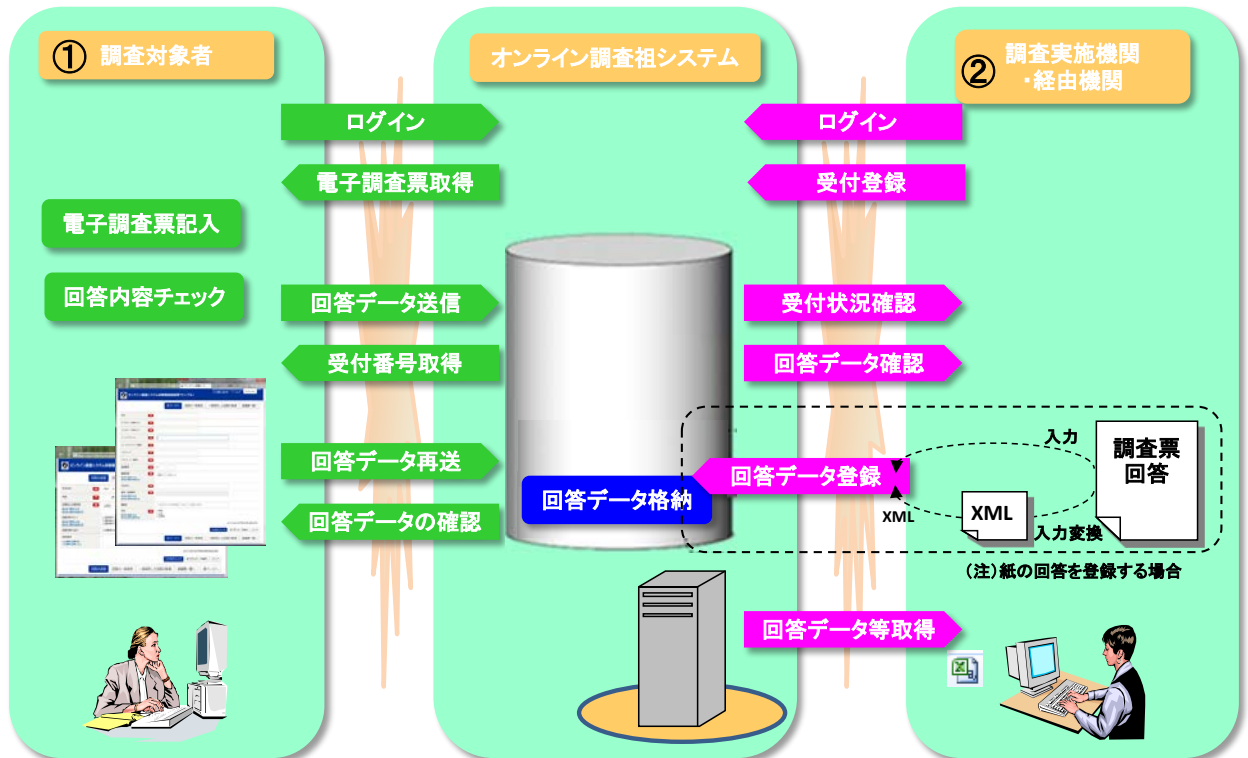 ① 調査対象者
オンライン調査祖システム
② 調査実施機関
・経由機関
ログイン
電子調査票取得
電子調査票記入
回答内容チェック
回答データ送信
受付番号取得
回答データ再送
回答データの確認
回答データ格納
ログイン
受付登録
受付状況確認
回答データ確認
回答データ登録
入力
調査票
回答
XML
XML
入力変換
(注)紙の回答を登録する場合
回答データ等取得